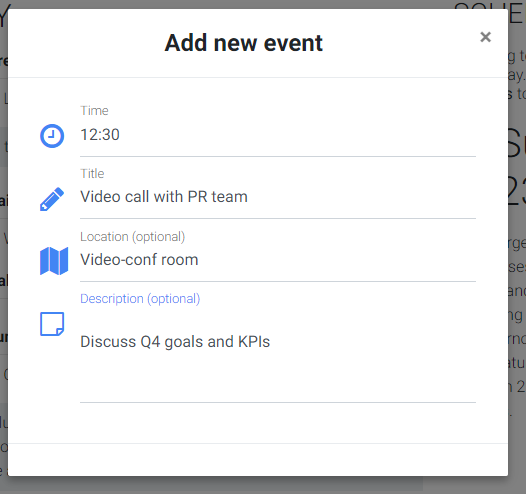 Add new event
×
Time
12:30
Title
Video call with PR team
Location (optional)
Video-conf room
Description (optional)
Discuss Q4 goals and KPIs